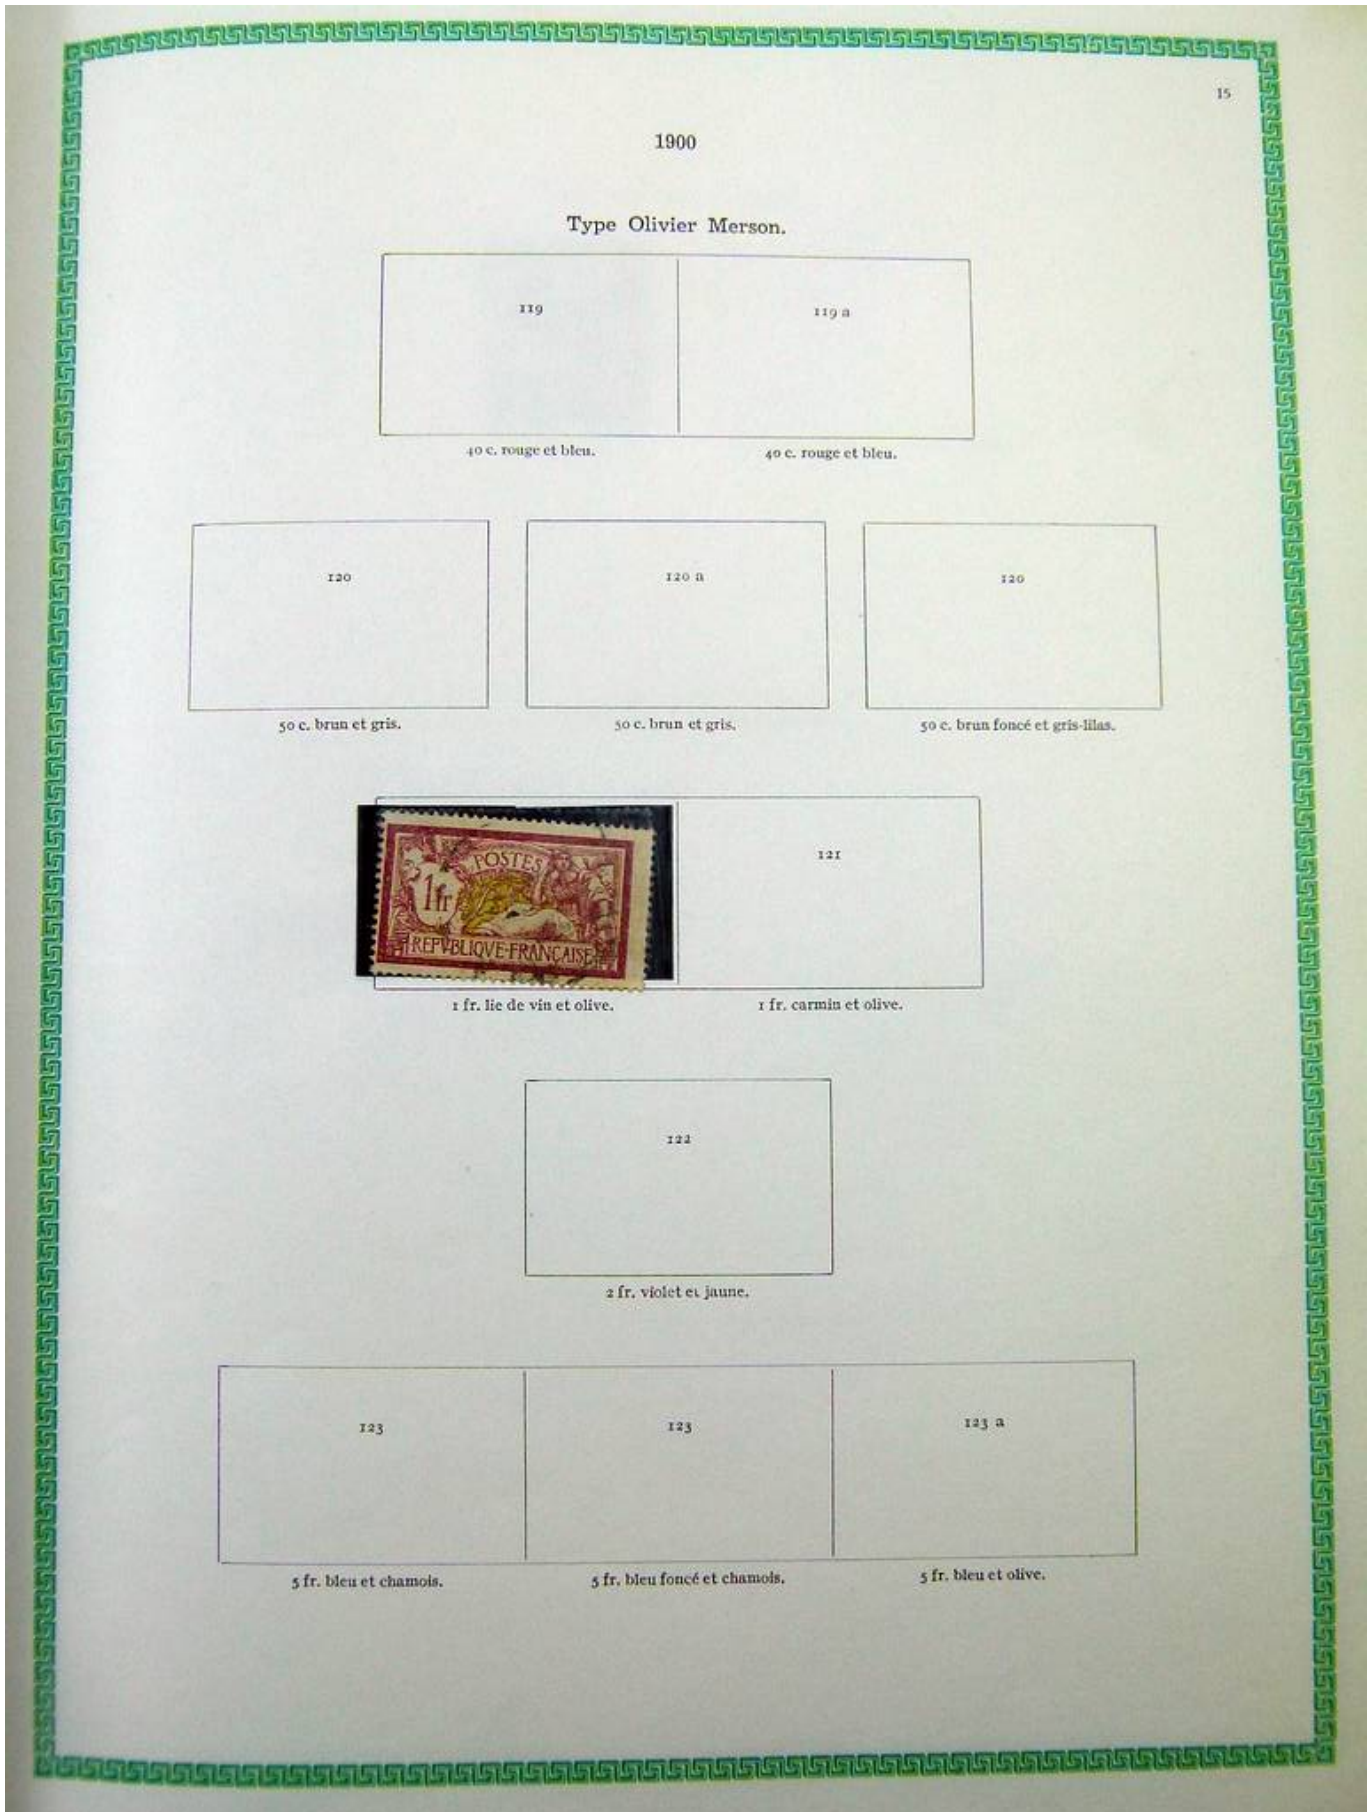 15
1900
Type Olivier Merson.
119 119 a
40 c. rouge et bleu. 40 c. rouge et bleu.
120 120 a 120
50 c. brun et gris. 50 c. brun et gris. 50 c. brun foncé et gris-lilas.
POSTES
1fr
REPVBLIQVE·FRANÇAISE
121
1 fr. lie de vin et olive. 1 fr. carmin et olive.
122
2 fr. violet et jaune.
123 123 123 a
5 fr. bleu et chamois. 5 fr. bleu foncé et chamois. 5 fr. bleu et olive.